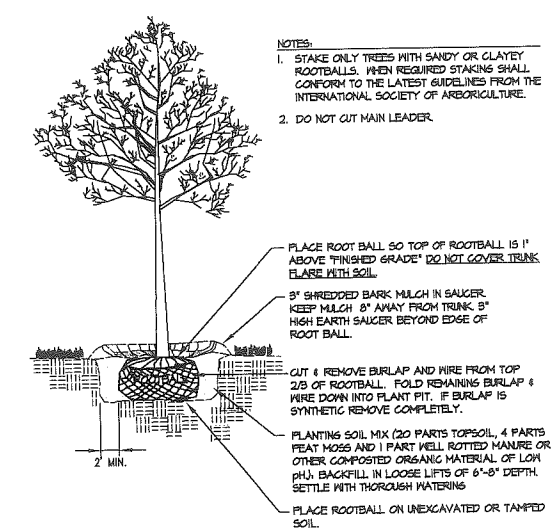 NOTES:
1. STAKE ONLY TREES WITH SANDY OR CLAYEY
ROOTBALLS. WHEN REQUIRED STAKING SHALL
CONFORM TO THE LATEST GUIDELINES FROM THE
INTERNATIONAL SOCIETY OF ARBORICULTURE.
2. DO NOT CUT MAIN LEADER.
PLACE ROOT BALL SO TOP OF ROOTBALL IS 1"
ABOVE "FINISHED GRADE" DO NOT COVER TRUNK
FLARE WITH SOIL.
3" SHREDDED BARK MULCH IN SAUCER
KEEP MULCH 8" AWAY FROM TRUNK. 3"
HIGH EARTH SAUCER BEYOND EDGE OF
ROOT BALL.
CUT & REMOVE BURLAP AND WIRE FROM TOP
2/3 OF ROOTBALL. FOLD REMAINING BURLAP &
WIRE DOWN INTO PLANT PIT. IF BURLAP IS
SYNTHETIC REMOVE COMPLETELY.
PLANTING SOIL MIX (20 PARTS TOPSOIL, 4 PARTS
PEAT MOSS AND 1 PART WELL ROTTED MANURE OR
OTHER COMPOSTED ORGANIC MATERIAL OF LOW
pH.). BACKFILL IN LOOSE LIFTS OF 6"-8" DEPTH.
SETTLE WITH THOROUGH WATERING
2' MIN.
PLACE ROOTBALL ON UNEXCAVATED OR TAMPED
SOIL.